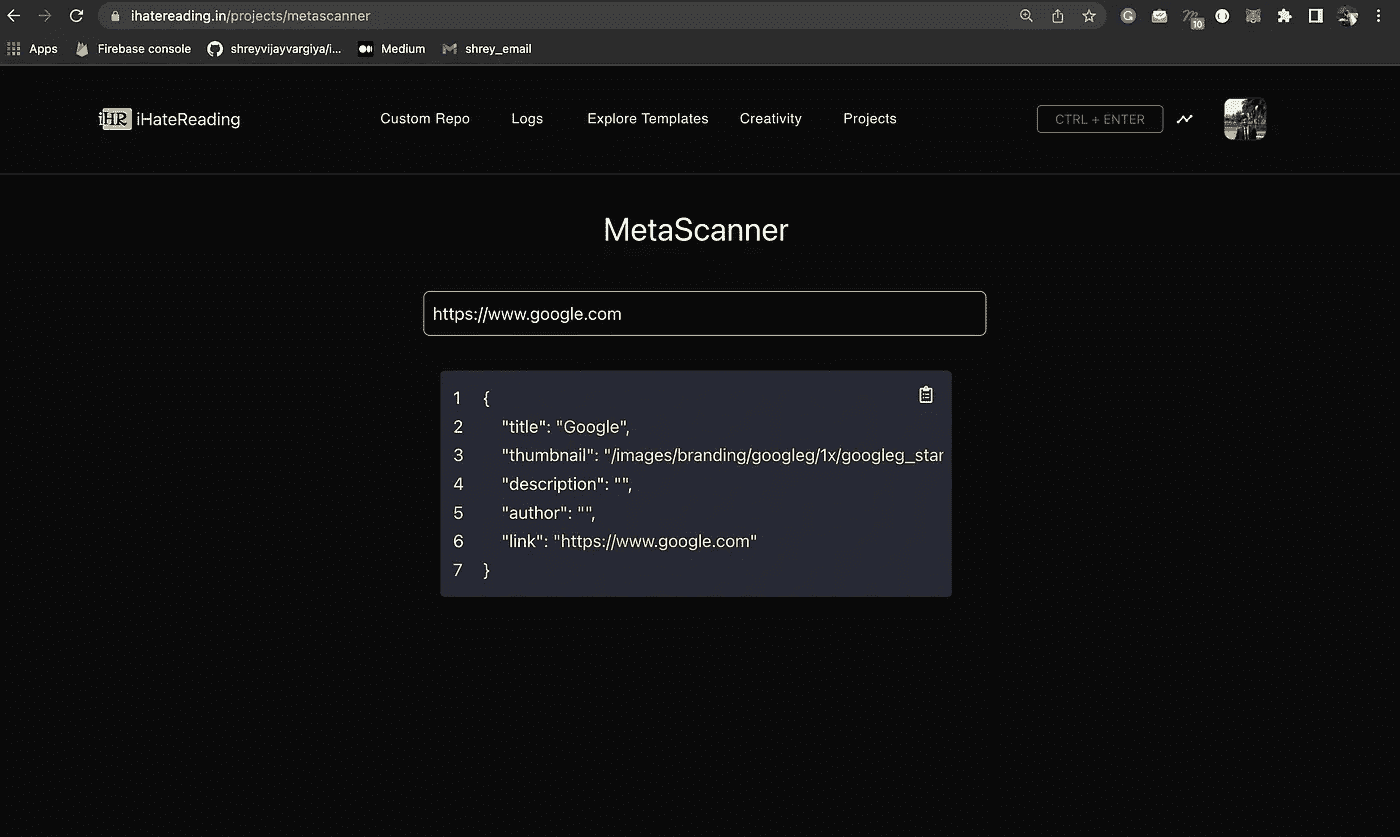 ihatereading.in/projects/metascanner
10
Apps Firebase console shreyvijayvargiya/i... Medium shrey_email
iHR iHateReading Custom Repo Logs Explore Templates Creativity Projects CTRL + ENTER
MetaScanner
https://www.google.com
1 {
2 "title": "Google",
3 "thumbnail": "/images/branding/googleg/1x/googleg_star
4 "description": "",
5 "author": "",
6 "link": "https://www.google.com"
7 }